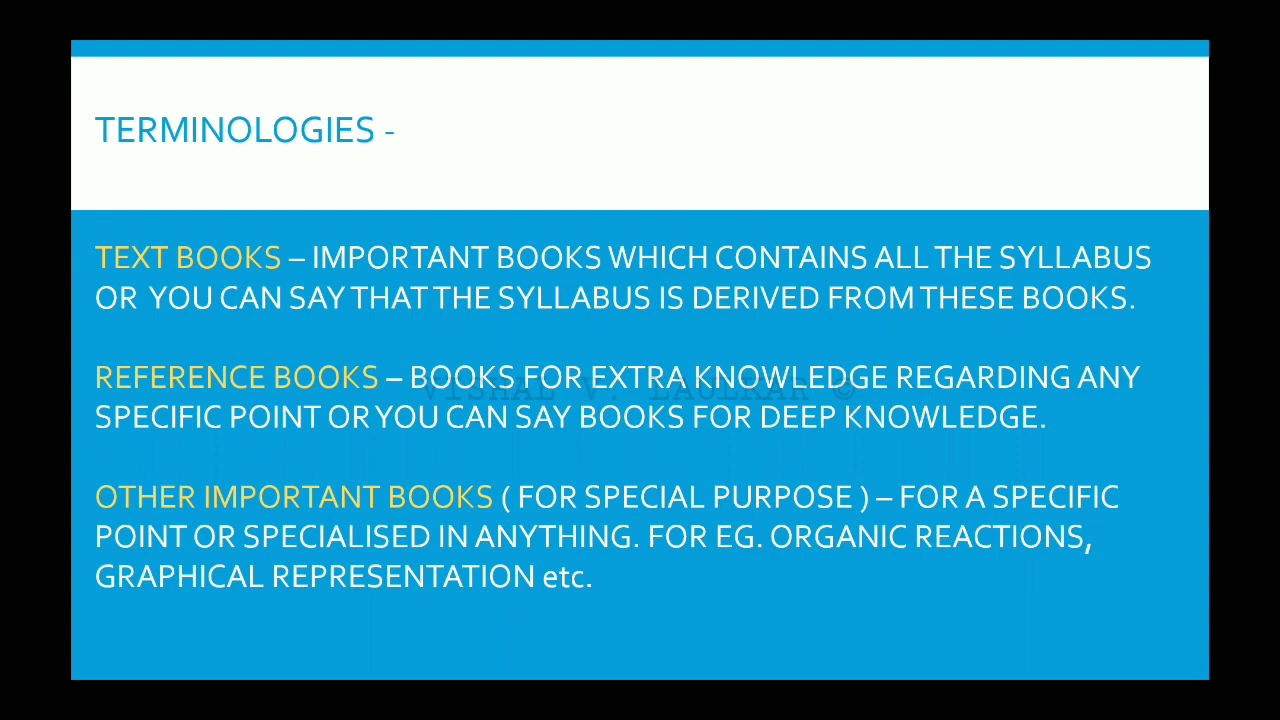 TERMINOLOGIES -
TEXT BOOKS – IMPORTANT BOOKS WHICH CONTAINS ALL THE SYLLABUS
OR YOU CAN SAY THAT THE SYLLABUS IS DERIVED FROM THESE BOOKS.
REFERENCE BOOKS – BOOKS FOR EXTRA KNOWLEDGE REGARDING ANY
VISHAL V. LAULKAR ☺
SPECIFIC POINT OR YOU CAN SAY BOOKS FOR DEEP KNOWLEDGE.
OTHER IMPORTANT BOOKS ( FOR SPECIAL PURPOSE ) – FOR A SPECIFIC
POINT OR SPECIALISED IN ANYTHING. FOR EG. ORGANIC REACTIONS,
GRAPHICAL REPRESENTATION etc.